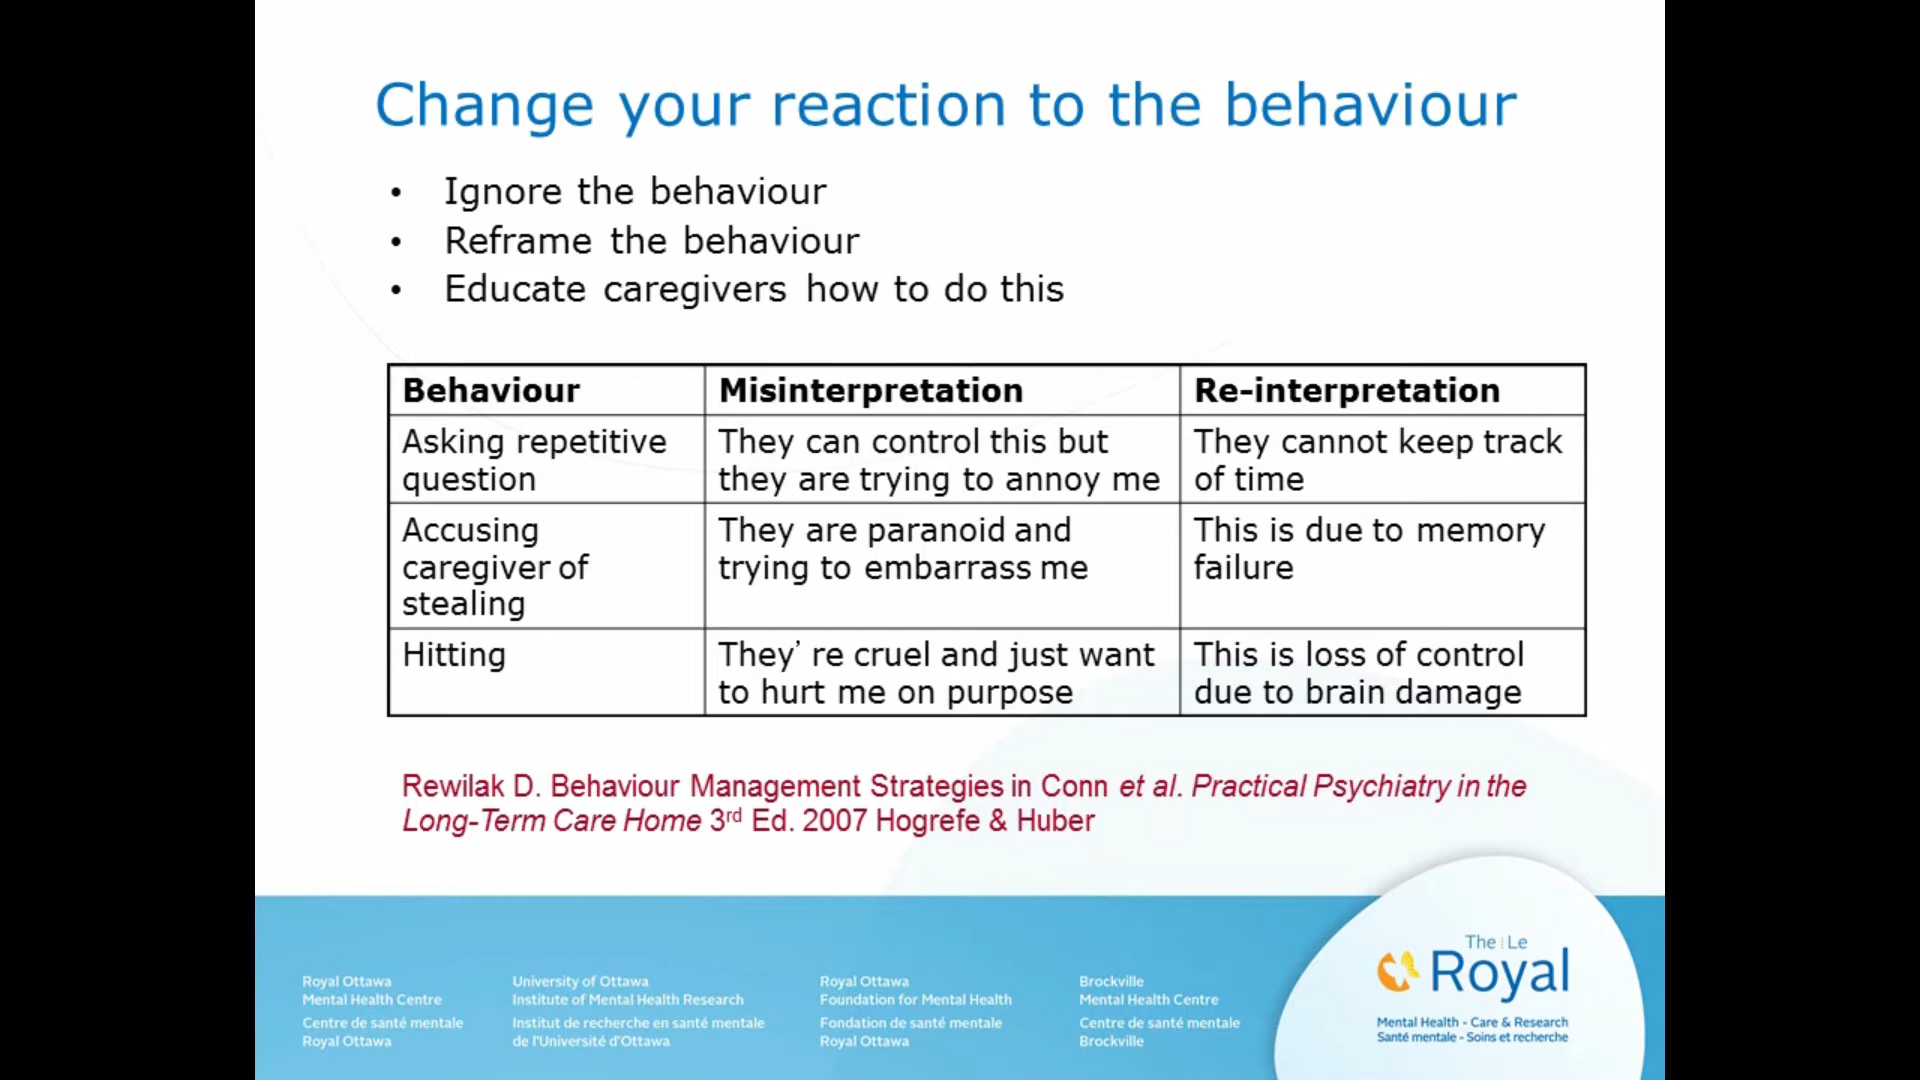 Change your reaction to the behaviour
• Ignore the behaviour
• Reframe the behaviour
• Educate caregivers how to do this
Behaviour Misinterpretation Re-interpretation
Asking repetitive They can control this but They cannot keep track
question they are trying to annoy me of time
Accusing They are paranoid and This is due to memory
caregiver of trying to embarrass me failure
stealing
Hitting They’ re cruel and just want This is loss of control
to hurt me on purpose due to brain damage
Rewilak D. Behaviour Management Strategies in Conn et al. Practical Psychiatry in the
Long-Term Care Home 3rd Ed. 2007 Hogrefe & Huber
Royal Ottawa
Mental Health Centre
Centre de santé mentale
Royal Ottawa
University of Ottawa
Institute of Mental Health Research
Institut de recherche en santé mentale
de l'Université d'Ottawa
Royal Ottawa
Foundation for Mental Health
Fondation de santé mentale
Royal Ottawa
Brockville
Mental Health Centre
Centre de santé mentale
Brockville
The Le
Royal
Mental Health - Care & Research
Santé mentale - Soins et recherche